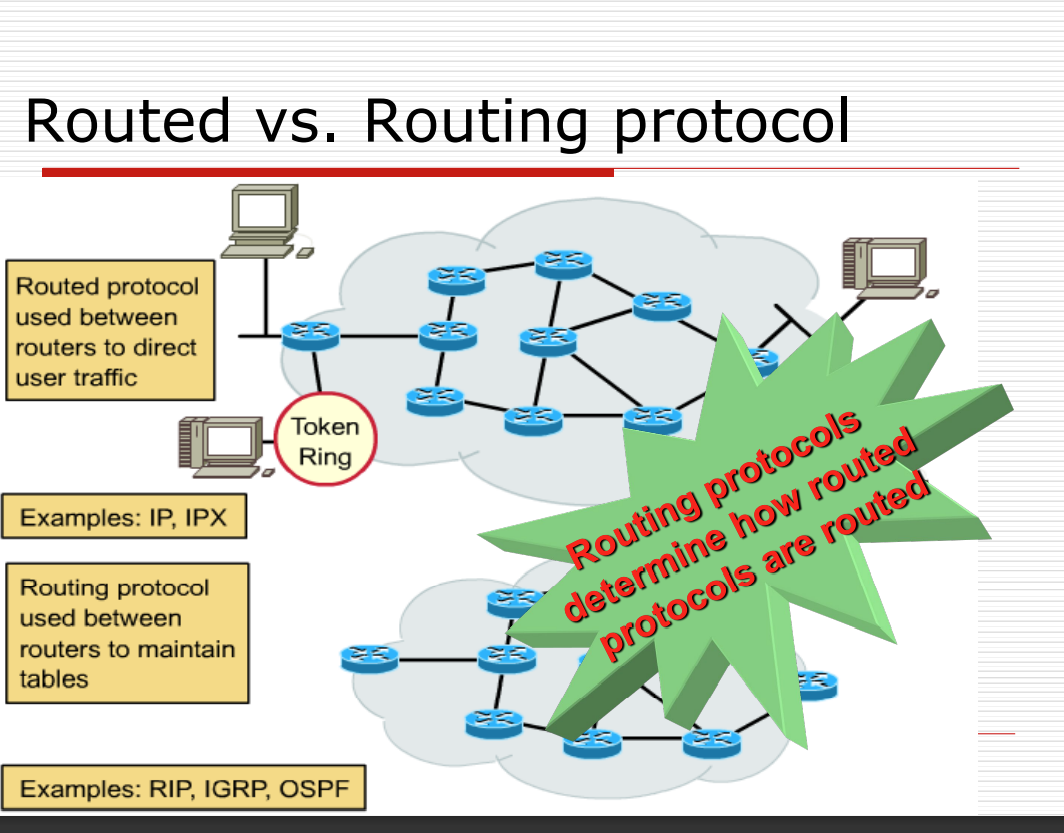 Routed vs. Routing protocol
Routed protocol
used between
routers to direct
user traffic
Token
Ring
Examples: IP, IPX
Routing protocols
determine how routed
protocols are routed
Routing protocol
used between
routers to maintain
tables
Examples: RIP, IGRP, OSPF